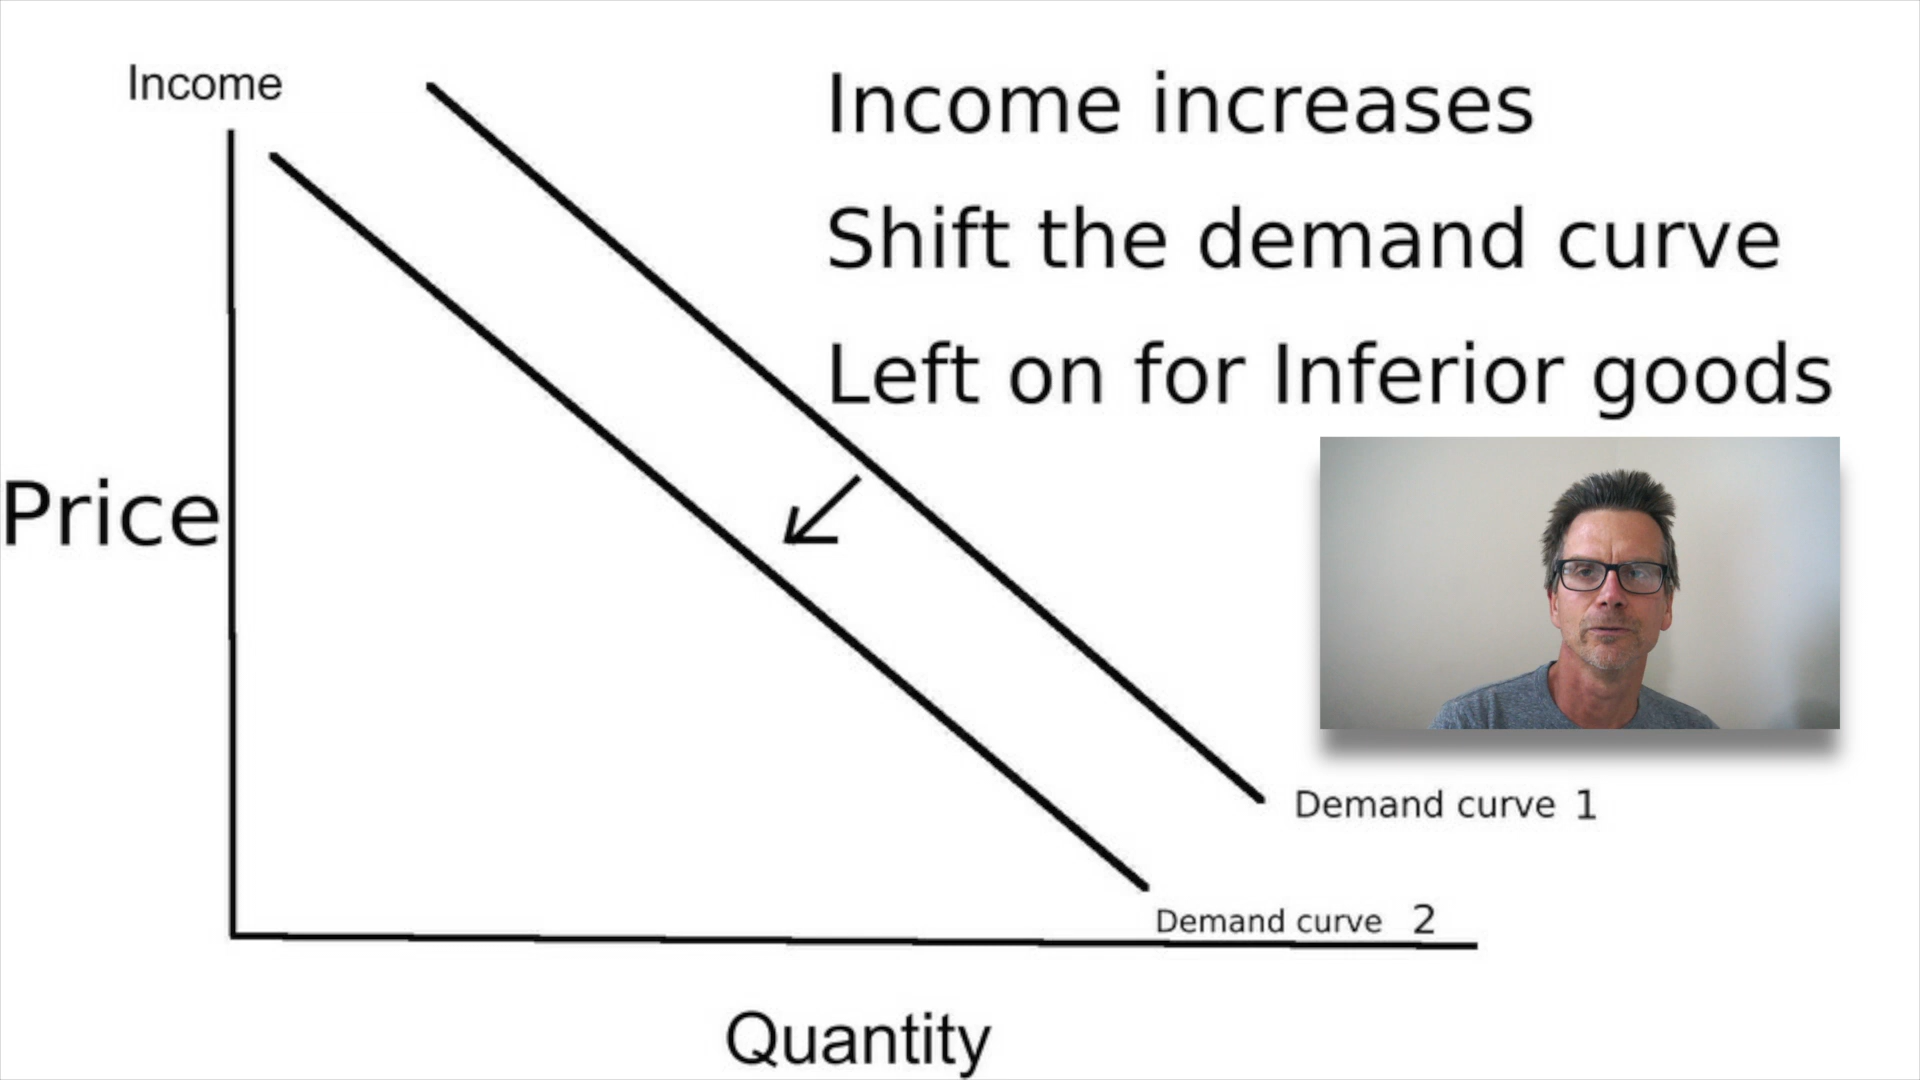 Income
Income increases
Shift the demand curve
Left on for Inferior goods
Price
Demand curve 1
Demand curve 2
Quantity